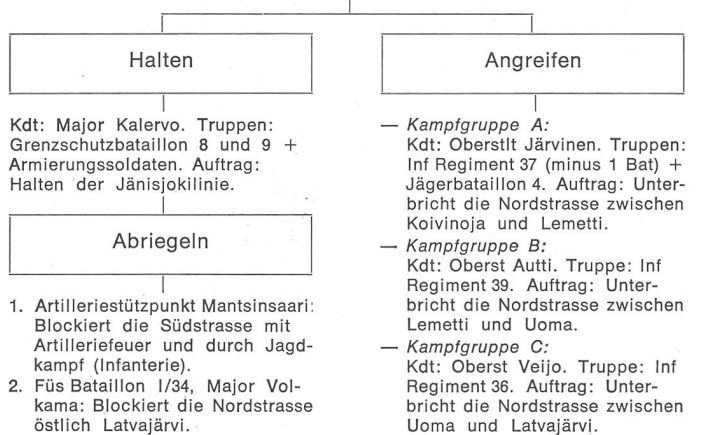 Halten
Kdt: Major Kalervo. Truppen:
Grenzschutzbataillon 8 und 9 +
Armierungssoldaten. Auftrag:
Halten der Jänisjokilinie.
Abriegeln
1. Artilleriestützpunkt Mantsinsaari:
Blockiert die Südstrasse mit
Artilleriefeuer und durch Jagd-
kampf (Infanterie).
2. Füs Bataillon I/34, Major Vol-
kama: Blockiert die Nordstrasse
östlich Latvajärvi.
Angreifen
— Kampfgruppe A:
Kdt: Oberstlt Järvinen. Truppen:
Inf Regiment 37 (minus 1 Bat) +
Jägerbataillon 4. Auftrag: Unter-
bricht die Nordstrasse zwischen
Koivinoja und Lemetti.
— Kampfgruppe B:
Kdt: Oberst Autti. Truppe: Inf
Regiment 39. Auftrag: Unter-
bricht die Nordstrasse zwischen
Lemetti und Uoma.
— Kampfgruppe C:
Kdt: Oberst Veijo. Truppe: Inf
Regiment 36. Auftrag: Unter-
bricht die Nordstrasse zwischen
Uoma und Latvajärvi.